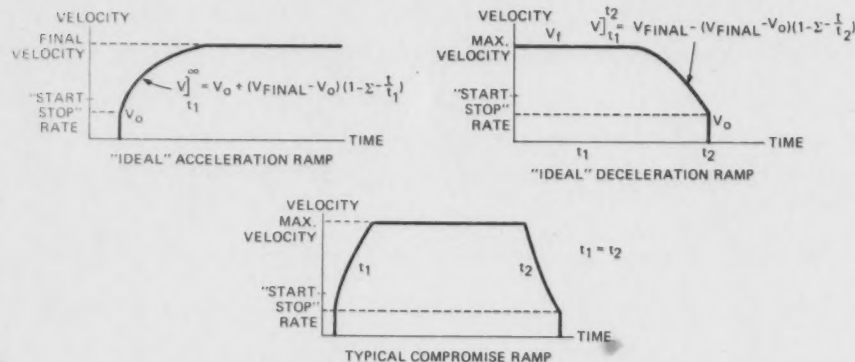 VELOCITY
FINAL
VELOCITY
V]∞t1 = Vo + (VFINAL-Vo) (1-Σ-t/t1)
"START
STOP"
RATE
Vo
TIME
"IDEAL" ACCELERATION RAMP
VELOCITY
MAX.
VELOCITY
Vf
V]t2t1 = VFINAL-(VFINAL-Vo)(1-Σ-t/t2)
"START
STOP"
RATE
Vo
TIME
t1
t2
"IDEAL" DECELERATION RAMP
VELOCITY
MAX.
VELOCITY
t1
t2
t1 = t2
"START
STOP"
RATE
TIME
TYPICAL COMPROMISE RAMP